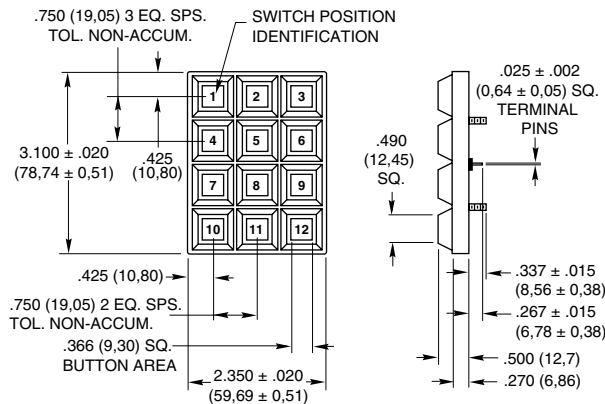 .750 (19,05) 3 EQ. SPS.
TOL. NON-ACCUM.
SWITCH POSITION
IDENTIFICATION
1 2 3
4 5 6
7 8 9
10 11 12
3.100 ± .020
(78,74 ± 0,51)
.425
(10,80)
.425 (10,80)
.750 (19,05) 2 EQ. SPS.
TOL. NON-ACCUM.
.366 (9,30) SQ.
BUTTON AREA
2.350 ± .020
(59,69 ± 0,51)
.025 ± .002
(0,64 ± 0,05) SQ.
TERMINAL
PINS
.490
(12,45)
SQ.
.337 ± .015
(8,56 ± 0,38)
.267 ± .015
(6,78 ± 0,38)
.500 (12,7)
.270 (6,86)